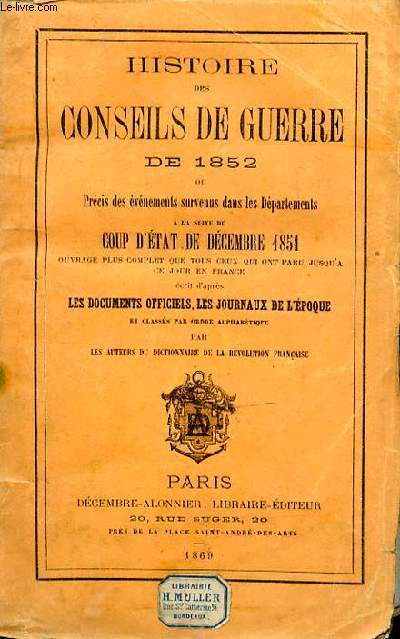 LIVRE-RARE-BOOK
HISTOIRE
DES
CONSEILS DE GUERRE
DE 1852
OU
Précis des événements survenus dans les Départements
A LA SUITE DU
COUP D'ÉTAT DE DÉCEMBRE 1851
OUVRAGE PLUS COMPLET QUE TOUS CEUX QUI ONT PARU JUSQU'A
CE JOUR EN FRANCE
écrit d'après
LES DOCUMENTS OFFICIELS, LES JOURNAUX DE L'ÉPOQUE
ET CLASSÉS PAR ORDRE ALPHABÉTIQUE
PAR
LES AUTEURS DU DICTIONNAIRE DE LA RÉVOLUTION FRANÇAISE
PARIS
DÉCEMBRE-ALONNIER, LIBRAIRE-ÉDITEUR
20, RUE SUGER, 20
PRÈS DE LA PLACE SAINT-ANDRÉ-DES-ARTS
1869
LIBRAIRIE
H. MULLER
BORDEAUX